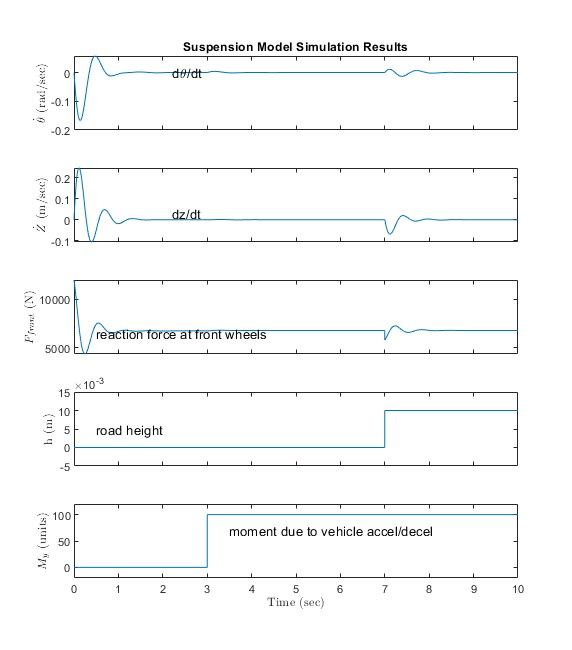 Suspension Model Simulation Results
θ̇ (rad/sec)
0
-0.1
-0.2
dθ/dt
Ż (m/sec)
0.2
0.1
0
-0.1
dz/dt
F_front (N)
10000
5000
reaction force at front wheels
×10^-3
h (m)
15
10
5
0
-5
road height
M_y (units)
100
50
0
moment due to vehicle accel/decel
0 1 2 3 4 5 6 7 8 9 10
Time (sec)